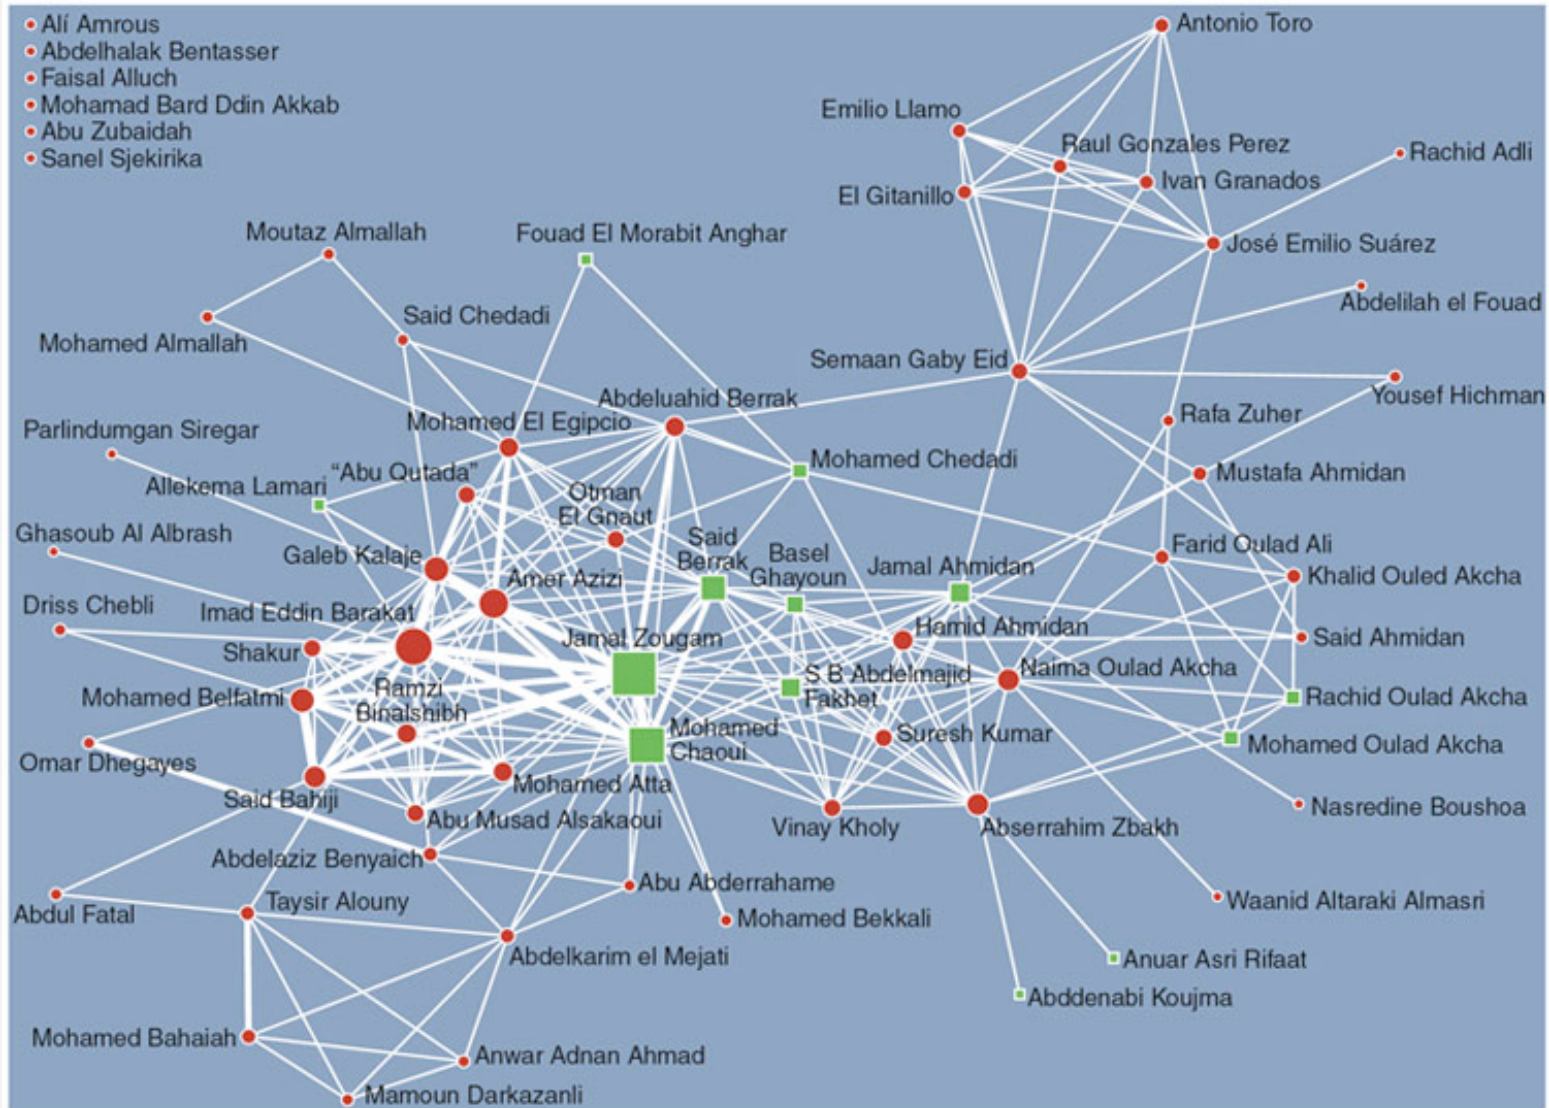 Alí Amrous
Abdelhalak Bentasser
Faisal Alluch
Mohamad Bard Ddin Akkab
Abu Zubaidah
Sanel Sjekirika
Antonio Toro
Emilio Llamo
Raul Gonzales Perez
Rachid Adli
Ivan Granados
El Gitanillo
Moutaz Almallah
Fouad El Morabit Anghar
José Emilio Suárez
Abdelilah el Fouad
Said Chedadi
Mohamed Almallah
Semaan Gaby Eid
Yousef Hichman
Abdeluahid Berrak
Rafa Zuher
Mohamed El Egipcio
Parlindumgan Siregar
Mohamed Chedadi
"Abu Qutada"
Mustafa Ahmidan
Allekema Lamari
Otman
El Gnaut
Ghasoub Al Albrash
Said
Berrak
Farid Oulad Ali
Galeb Kalaje
Basel
Ghayoun
Jamal Ahmidan
Amer Azizi
Khalid Ouled Akcha
Driss Chebli
Imad Eddin Barakat
Hamid Ahmidan
Jamal Zougam
Said Ahmidan
Shakur
Naima Oulad Akcha
S B Abdelmajid
Fakhet
Mohamed Belfatmi
Ramzi
Binalshibh
Rachid Oulad Akcha
Mohamed
Chaoui
Suresh Kumar
Mohamed Oulad Akcha
Omar Dhegayes
Mohamed Atta
Said Bahiji
Nasredine Boushoa
Abu Musad Alsakaoui
Vinay Kholy
Abserrahim Zbakh
Abdelaziz Benyaich
Abu Abderrahame
Taysir Alouny
Waanid Altaraki Almasri
Abdul Fatal
Mohamed Bekkali
Abdelkarim el Mejati
Anuar Asri Rifaat
Abddenabi Koujma
Mohamed Bahaiah
Anwar Adnan Ahmad
Mamoun Darkazanli